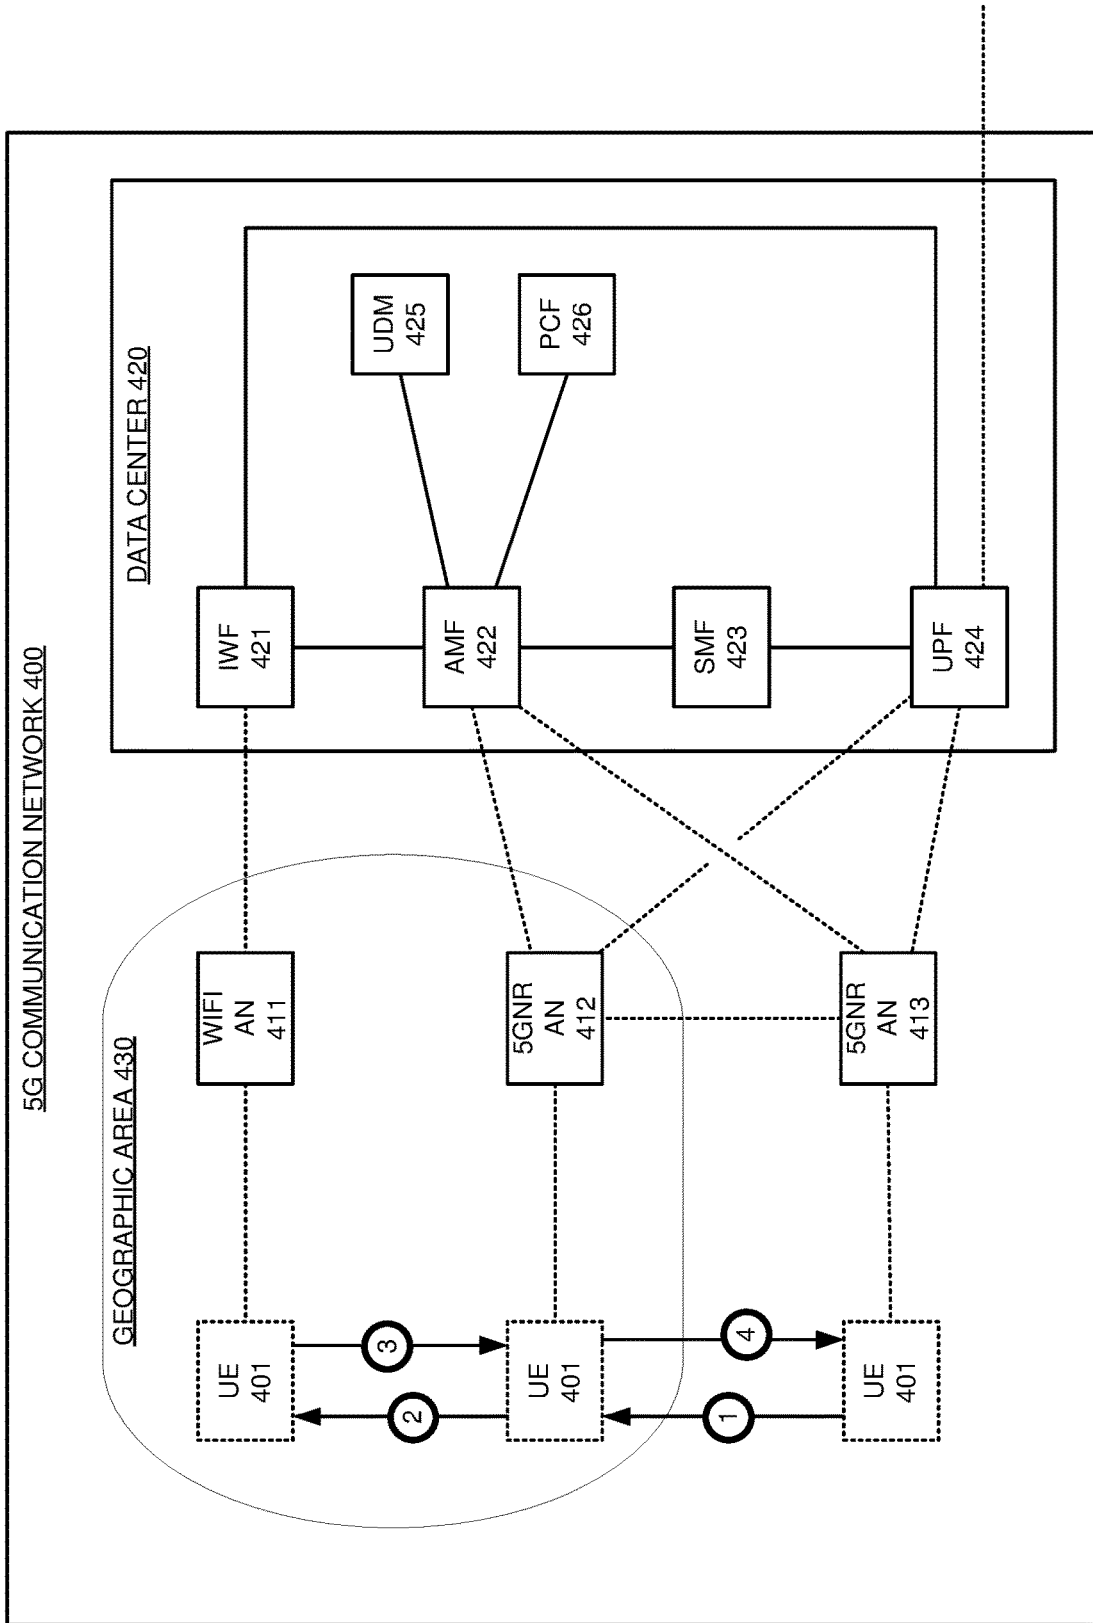 5G COMMUNICATION NETWORK 400
GEOGRAPHIC AREA 430
DATA CENTER 420
UE
401
WIFI
AN
411
IWF
421
3
2
UDM
425
UE
401
5GNR
AN
412
AMF
422
PCF
426
4
1
SMF
423
UE
401
5GNR
AN
413
UPF
424